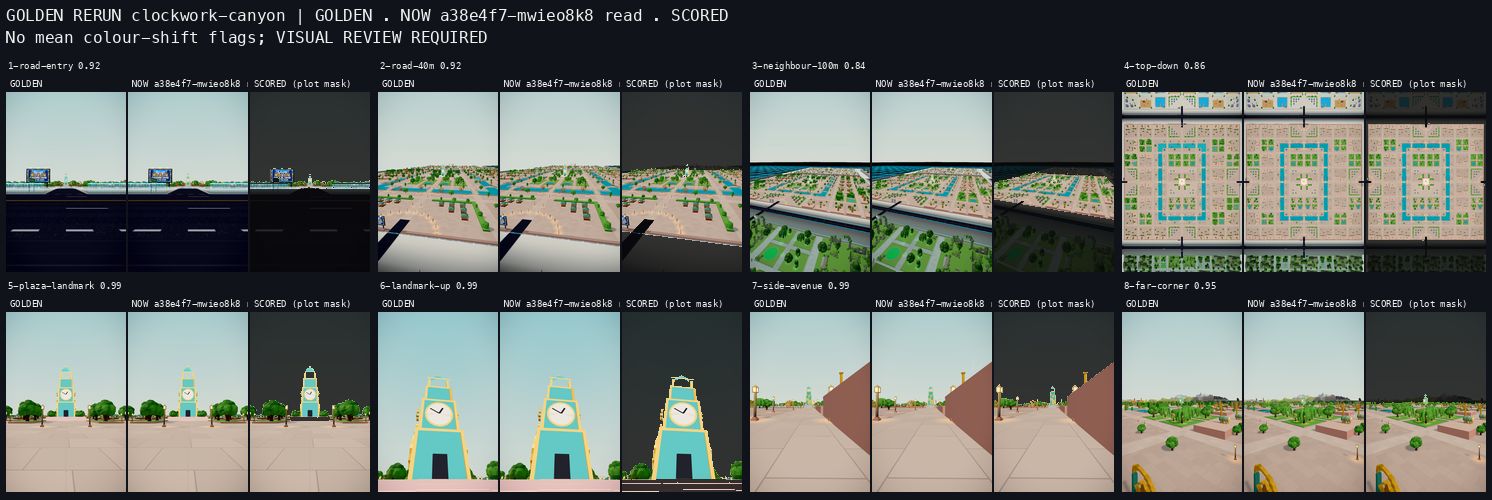 GOLDEN RERUN clockwork-canyon | GOLDEN . NOW a38e4f7-mwieo8k8 read . SCORED
No mean colour-shift flags; VISUAL REVIEW REQUIRED
1-road-entry 0.92
GOLDEN NOW a38e4f7-mwieo8k8 SCORED (plot mask)
2-road-40m 0.92
GOLDEN NOW a38e4f7-mwieo8k8 SCORED (plot mask)
3-neighbour-100m 0.84
GOLDEN NOW a38e4f7-mwieo8k8 SCORED (plot mask)
4-top-down 0.86
GOLDEN NOW a38e4f7-mwieo8k8 SCORED (plot mask)
5-plaza-landmark 0.99
GOLDEN NOW a38e4f7-mwieo8k8 SCORED (plot mask)
6-landmark-up 0.99
GOLDEN NOW a38e4f7-mwieo8k8 SCORED (plot mask)
7-side-avenue 0.99
GOLDEN NOW a38e4f7-mwieo8k8 SCORED (plot mask)
8-far-corner 0.95
GOLDEN NOW a38e4f7-mwieo8k8 SCORED (plot mask)